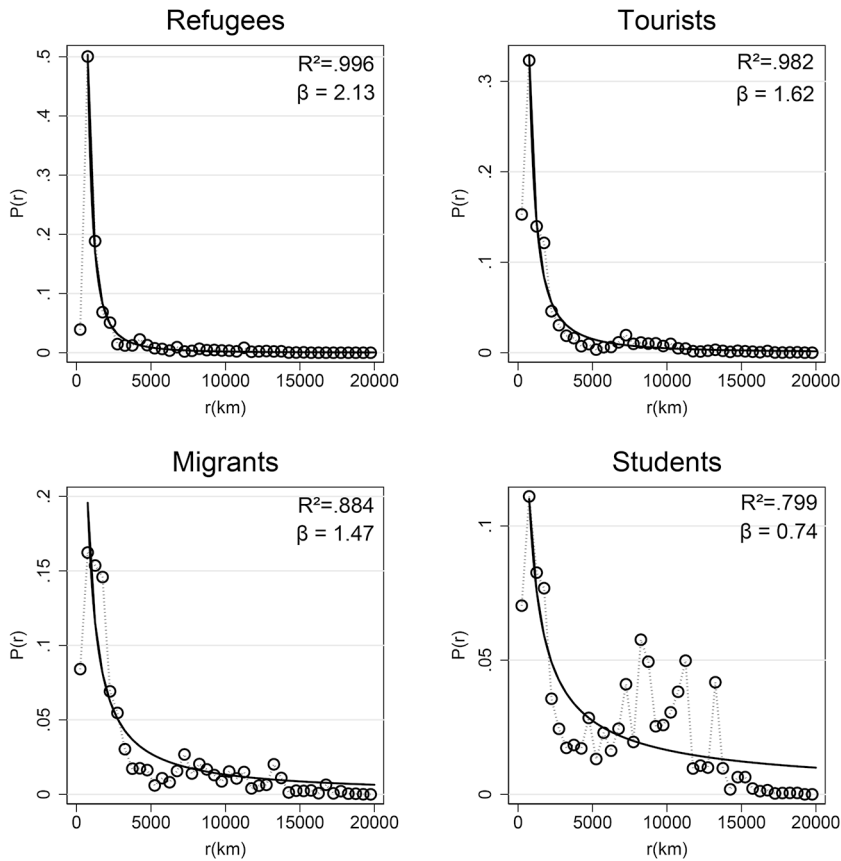 Refugees
R²=.996
β = 2.13
.5
.4
.3
.2
.1
0
P(r)
0 5000 10000 15000 20000
r(km)
Tourists
R²=.982
β = 1.62
.3
.2
.1
0
P(r)
0 5000 10000 15000 20000
r(km)
Migrants
R²=.884
β = 1.47
.2
.15
.1
.05
0
P(r)
0 5000 10000 15000 20000
r(km)
Students
R²=.799
β = 0.74
.1
.05
0
P(r)
0 5000 10000 15000 20000
r(km)